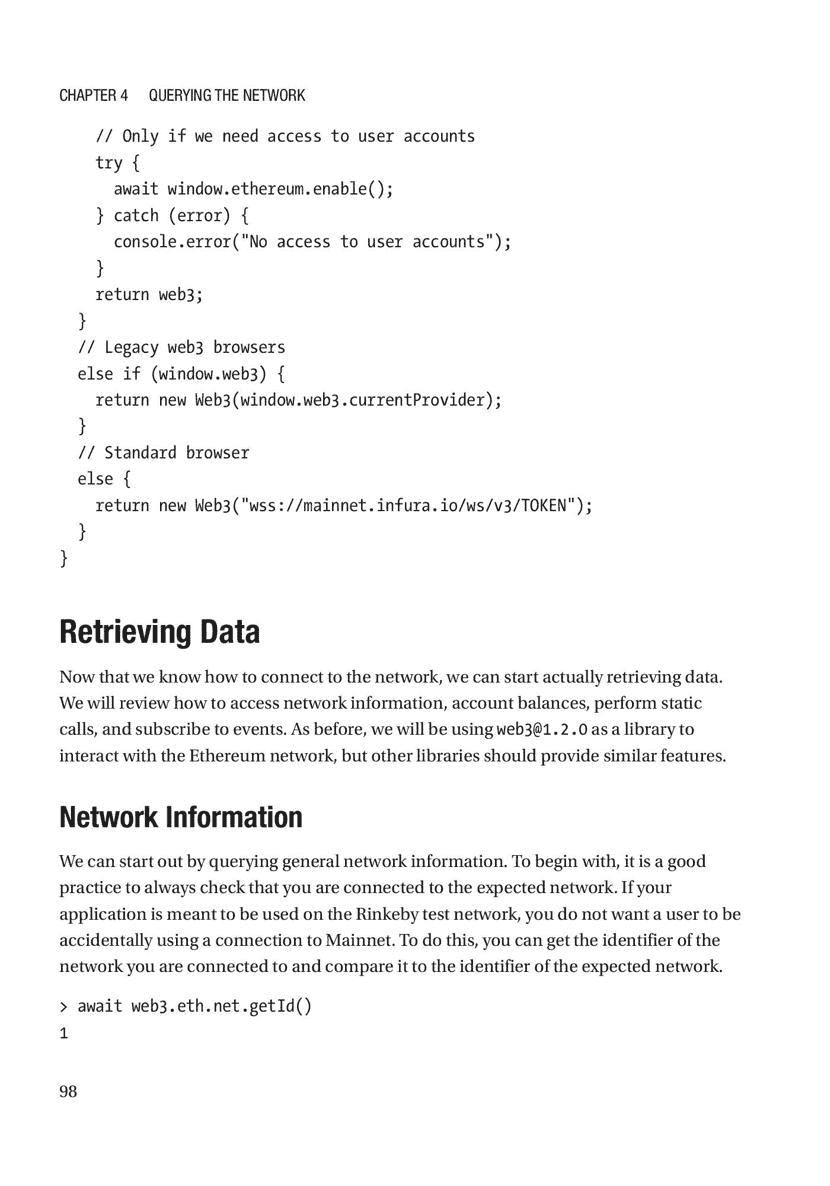 CHAPTER 4 QUERYING THE NETWORK
// Only if we need access to user accounts
try {
await window.ethereum.enable();
} catch (error) {
console.error("No access to user accounts");
}
return web3;
}
// Legacy web3 browsers
else if (window.web3) {
return new Web3(window.web3.currentProvider);
}
// Standard browser
else {
return new Web3("wss://mainnet.infura.io/ws/v3/TOKEN");
}
}
Retrieving Data
Now that we know how to connect to the network, we can start actually retrieving data.
We will review how to access network information, account balances, perform static
calls, and subscribe to events. As before, we will be using web3@1.2.0 as a library to
interact with the Ethereum network, but other libraries should provide similar features.
Network Information
We can start out by querying general network information. To begin with, it is a good
practice to always check that you are connected to the expected network. If your
application is meant to be used on the Rinkeby test network, you do not want a user to be
accidentally using a connection to Mainnet. To do this, you can get the identifier of the
network you are connected to and compare it to the identifier of the expected network.
> await web3.eth.net.getId()
1
98